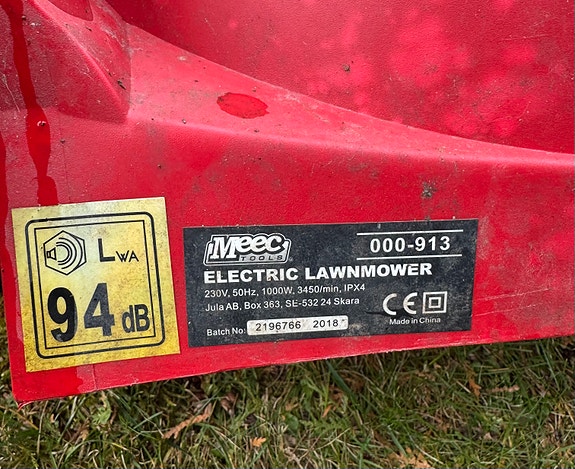 LWA
94 dB
Meec
TOOLS
000-913
ELECTRIC LAWNMOWER
230V, 50Hz, 1000W, 3450/min, IPX4
Jula AB, Box 363, SE-532 24 Skara
CE
Made in China
Batch No: 2196766 2018